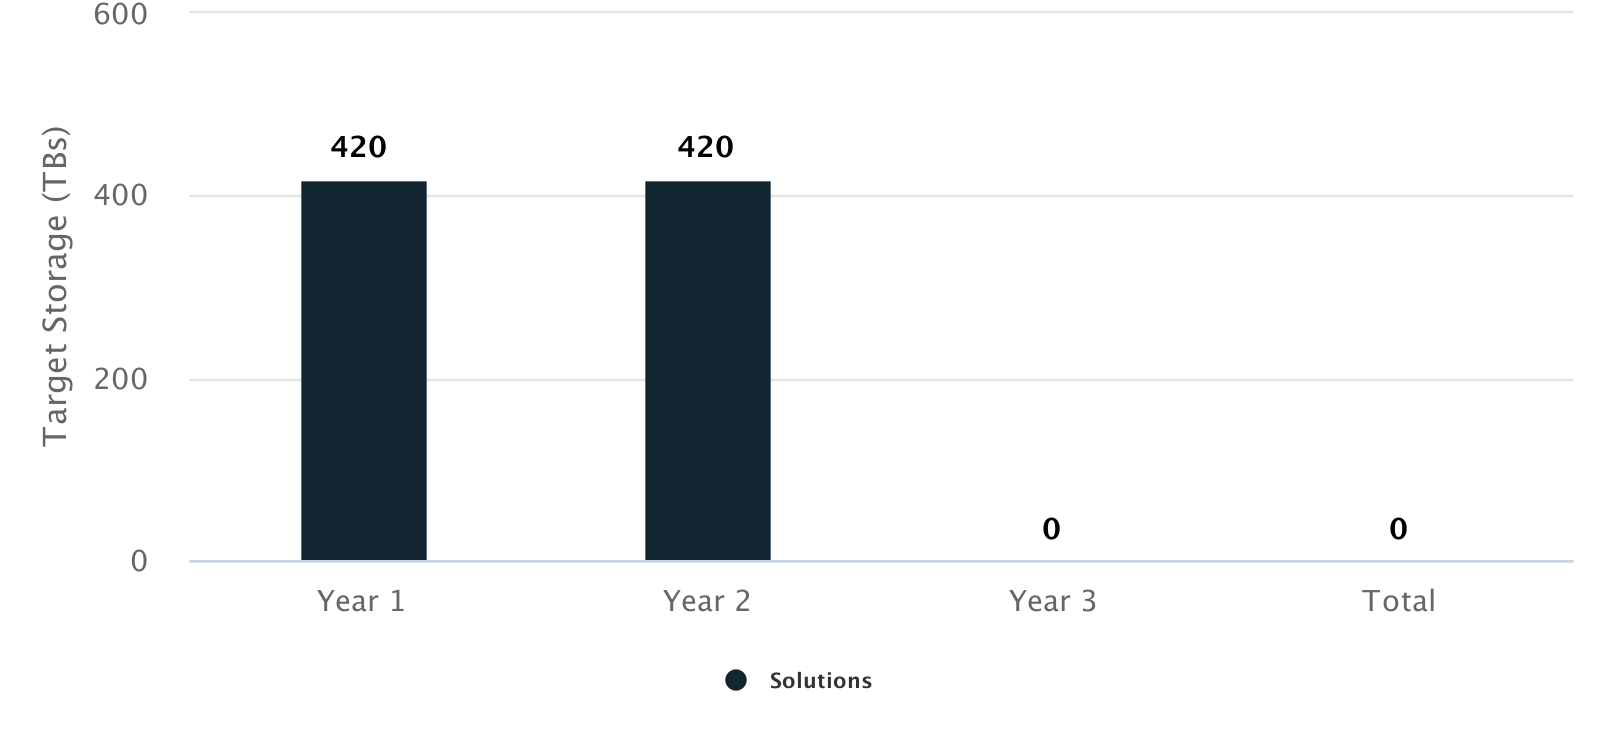 600
400
200
0
Target Storage (TBs)
420
420
0
0
Year 1
Year 2
Year 3
Total
Solutions